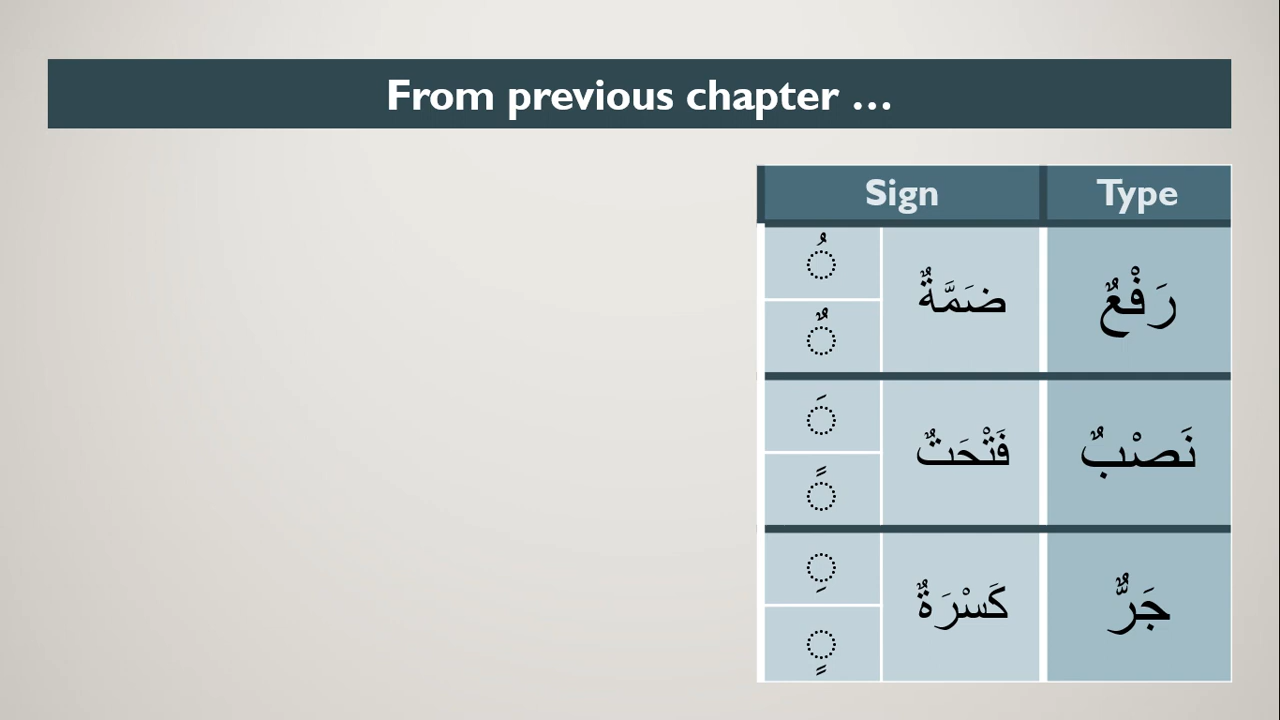 From previous chapter ...
Type Sign
رَفْعٌ ضَمَّةٌ ◌ُ
◌ٌ
نَصْبٌ فَتْحَتٌ ◌َ
◌ً
جَرٌّ كَسْرَةٌ ◌ِ
◌ٍ